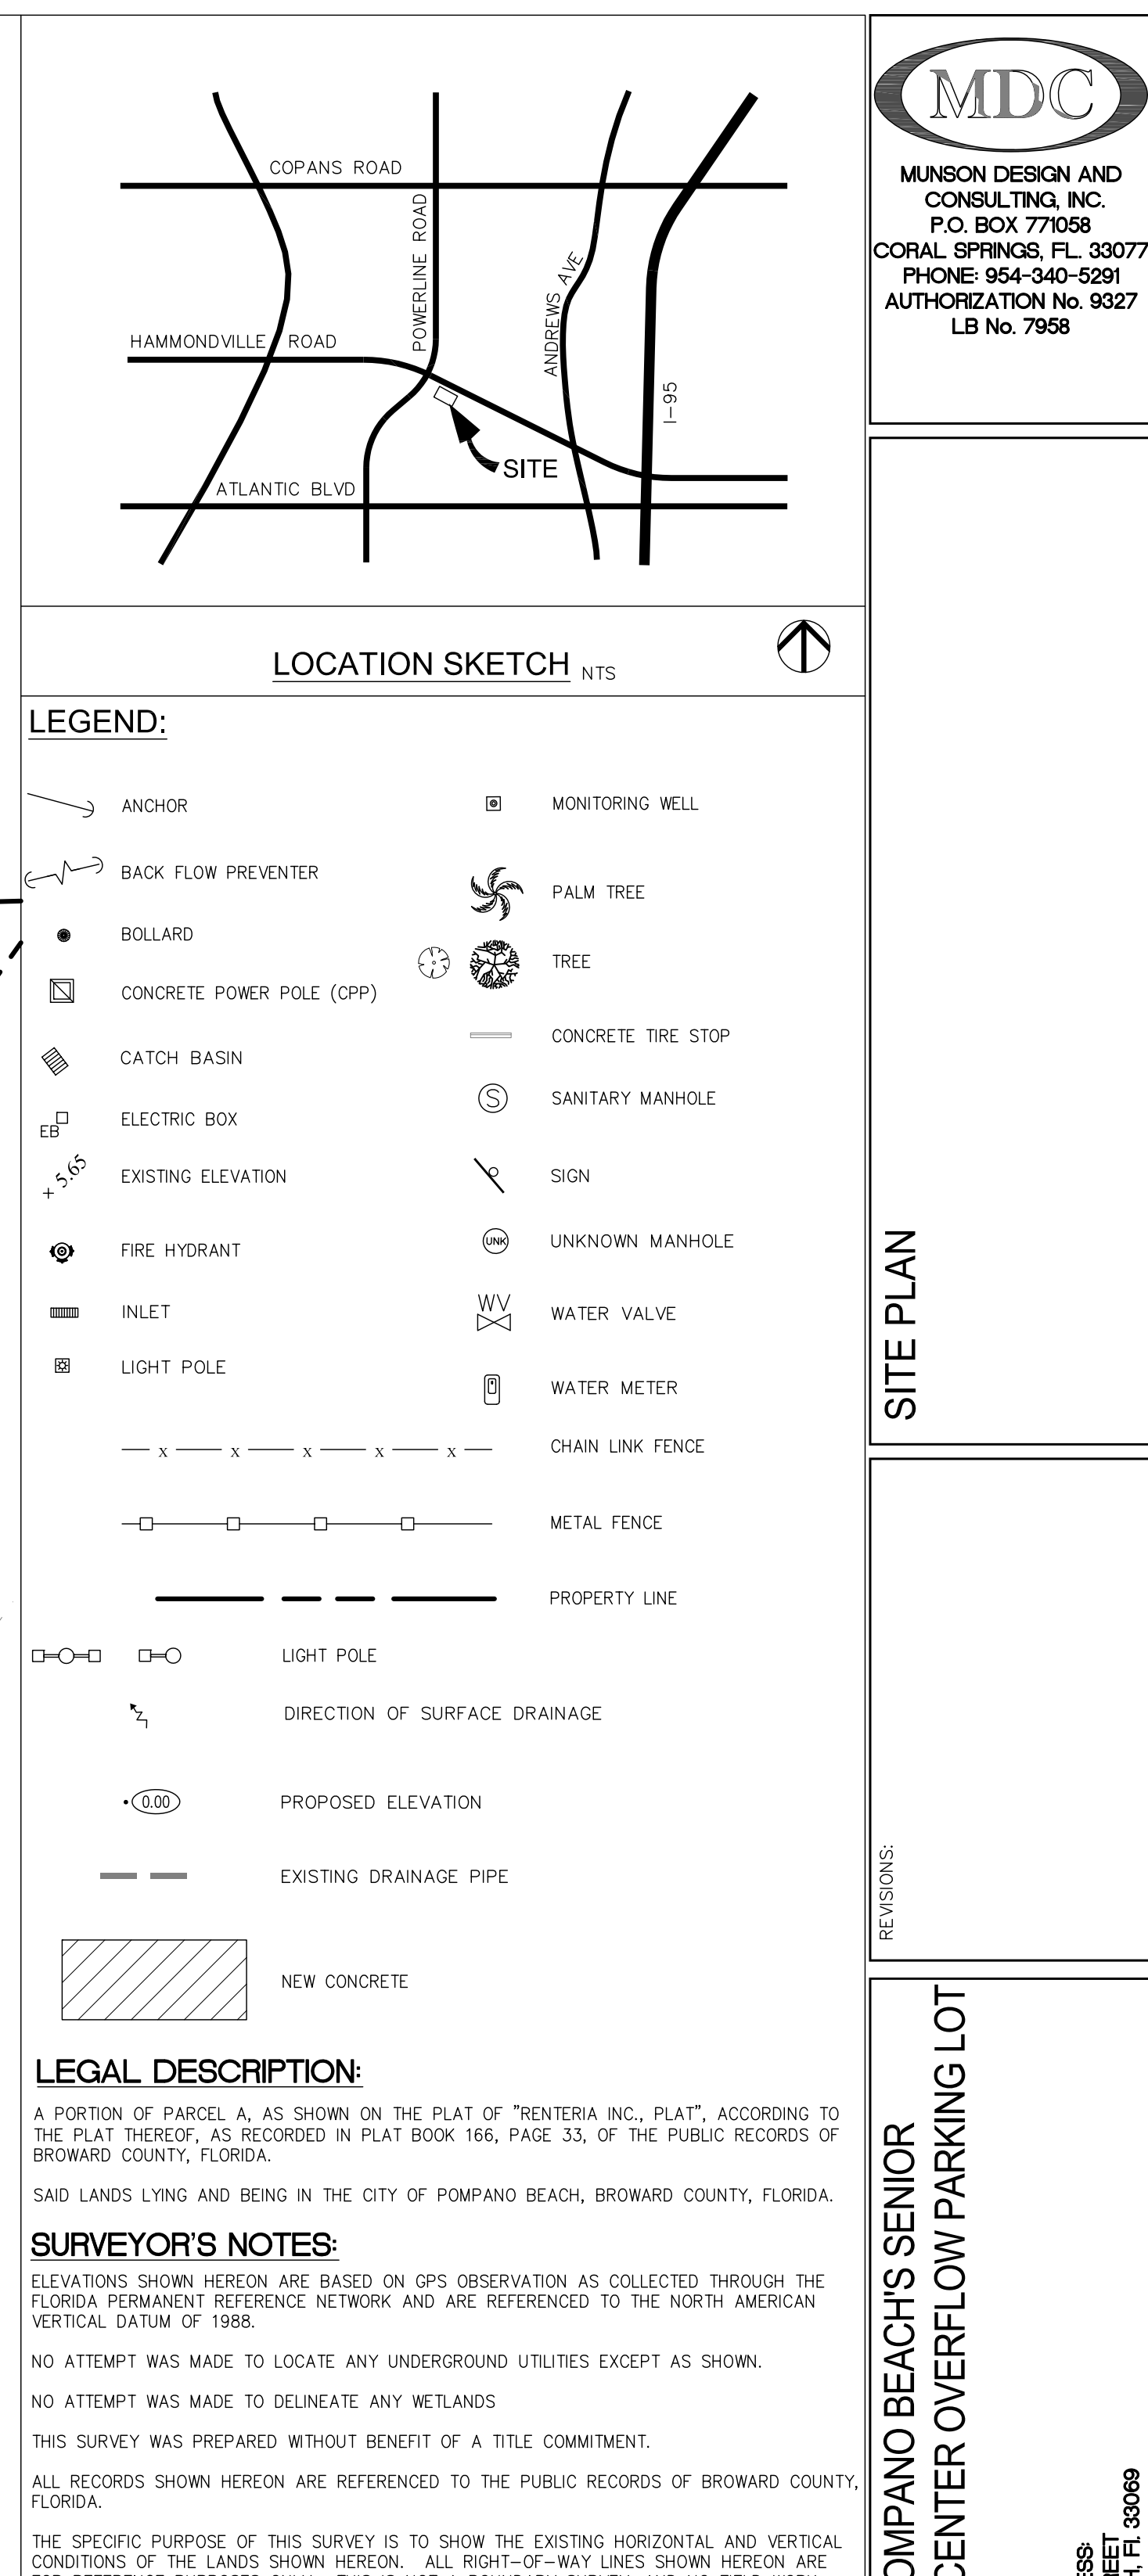 COPANS ROAD
POWERLINE ROAD
ANDREWS AVE
HAMMONDVILLE ROAD
I-95
SITE
ATLANTIC BLVD
LOCATION SKETCH NTS
LEGEND:
ANCHOR
BACK FLOW PREVENTER
BOLLARD
CONCRETE POWER POLE (CPP)
CATCH BASIN
EB
ELECTRIC BOX
+ 5.65
EXISTING ELEVATION
FIRE HYDRANT
INLET
LIGHT POLE
MONITORING WELL
PALM TREE
TREE
CONCRETE TIRE STOP
S
SANITARY MANHOLE
SIGN
UNK
UNKNOWN MANHOLE
WV
WATER VALVE
WATER METER
x x x x x
CHAIN LINK FENCE
METAL FENCE
PROPERTY LINE
LIGHT POLE
DIRECTION OF SURFACE DRAINAGE
0.00
PROPOSED ELEVATION
EXISTING DRAINAGE PIPE
NEW CONCRETE
LEGAL DESCRIPTION:
A PORTION OF PARCEL A, AS SHOWN ON THE PLAT OF "RENTERIA INC., PLAT", ACCORDING TO
THE PLAT THEREOF, AS RECORDED IN PLAT BOOK 166, PAGE 33, OF THE PUBLIC RECORDS OF
BROWARD COUNTY, FLORIDA.
SAID LANDS LYING AND BEING IN THE CITY OF POMPANO BEACH, BROWARD COUNTY, FLORIDA.
SURVEYOR'S NOTES:
ELEVATIONS SHOWN HEREON ARE BASED ON GPS OBSERVATION AS COLLECTED THROUGH THE
FLORIDA PERMANENT REFERENCE NETWORK AND ARE REFERENCED TO THE NORTH AMERICAN
VERTICAL DATUM OF 1988.
NO ATTEMPT WAS MADE TO LOCATE ANY UNDERGROUND UTILITIES EXCEPT AS SHOWN.
NO ATTEMPT WAS MADE TO DELINEATE ANY WETLANDS
THIS SURVEY WAS PREPARED WITHOUT BENEFIT OF A TITLE COMMITMENT.
ALL RECORDS SHOWN HEREON ARE REFERENCED TO THE PUBLIC RECORDS OF BROWARD COUNTY,
FLORIDA.
THE SPECIFIC PURPOSE OF THIS SURVEY IS TO SHOW THE EXISTING HORIZONTAL AND VERTICAL
CONDITIONS OF THE LANDS SHOWN HEREON. ALL RIGHT-OF-WAY LINES SHOWN HEREON ARE
MDC
MUNSON DESIGN AND
CONSULTING, INC.
P.O. BOX 771058
CORAL SPRINGS, FL. 33077
PHONE: 954-340-5291
AUTHORIZATION No. 9327
LB No. 7958
SITE PLAN
REVISIONS:
OMPANO BEACH'S SENIOR
CENTER OVERFLOW PARKING LOT
ESS:
REET
H. Fl. 33069